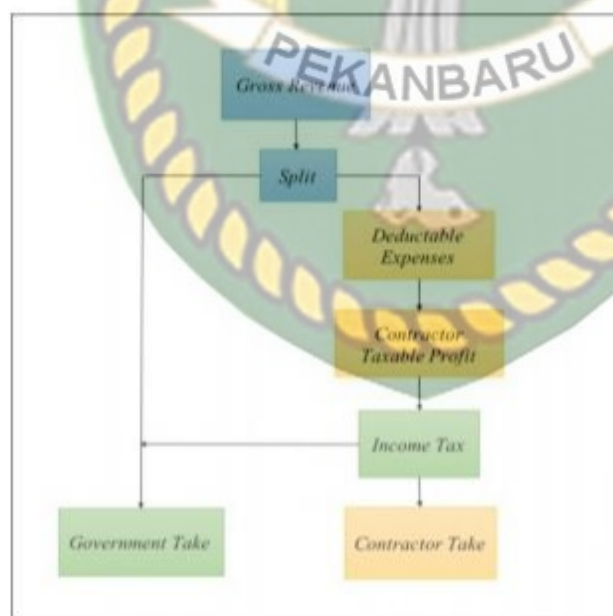 PEKANBARU
Gross Revenue
Split
Deductable
Expenses
Contractor
Taxable Profit
Income Tax
Government Take
Contractor Take